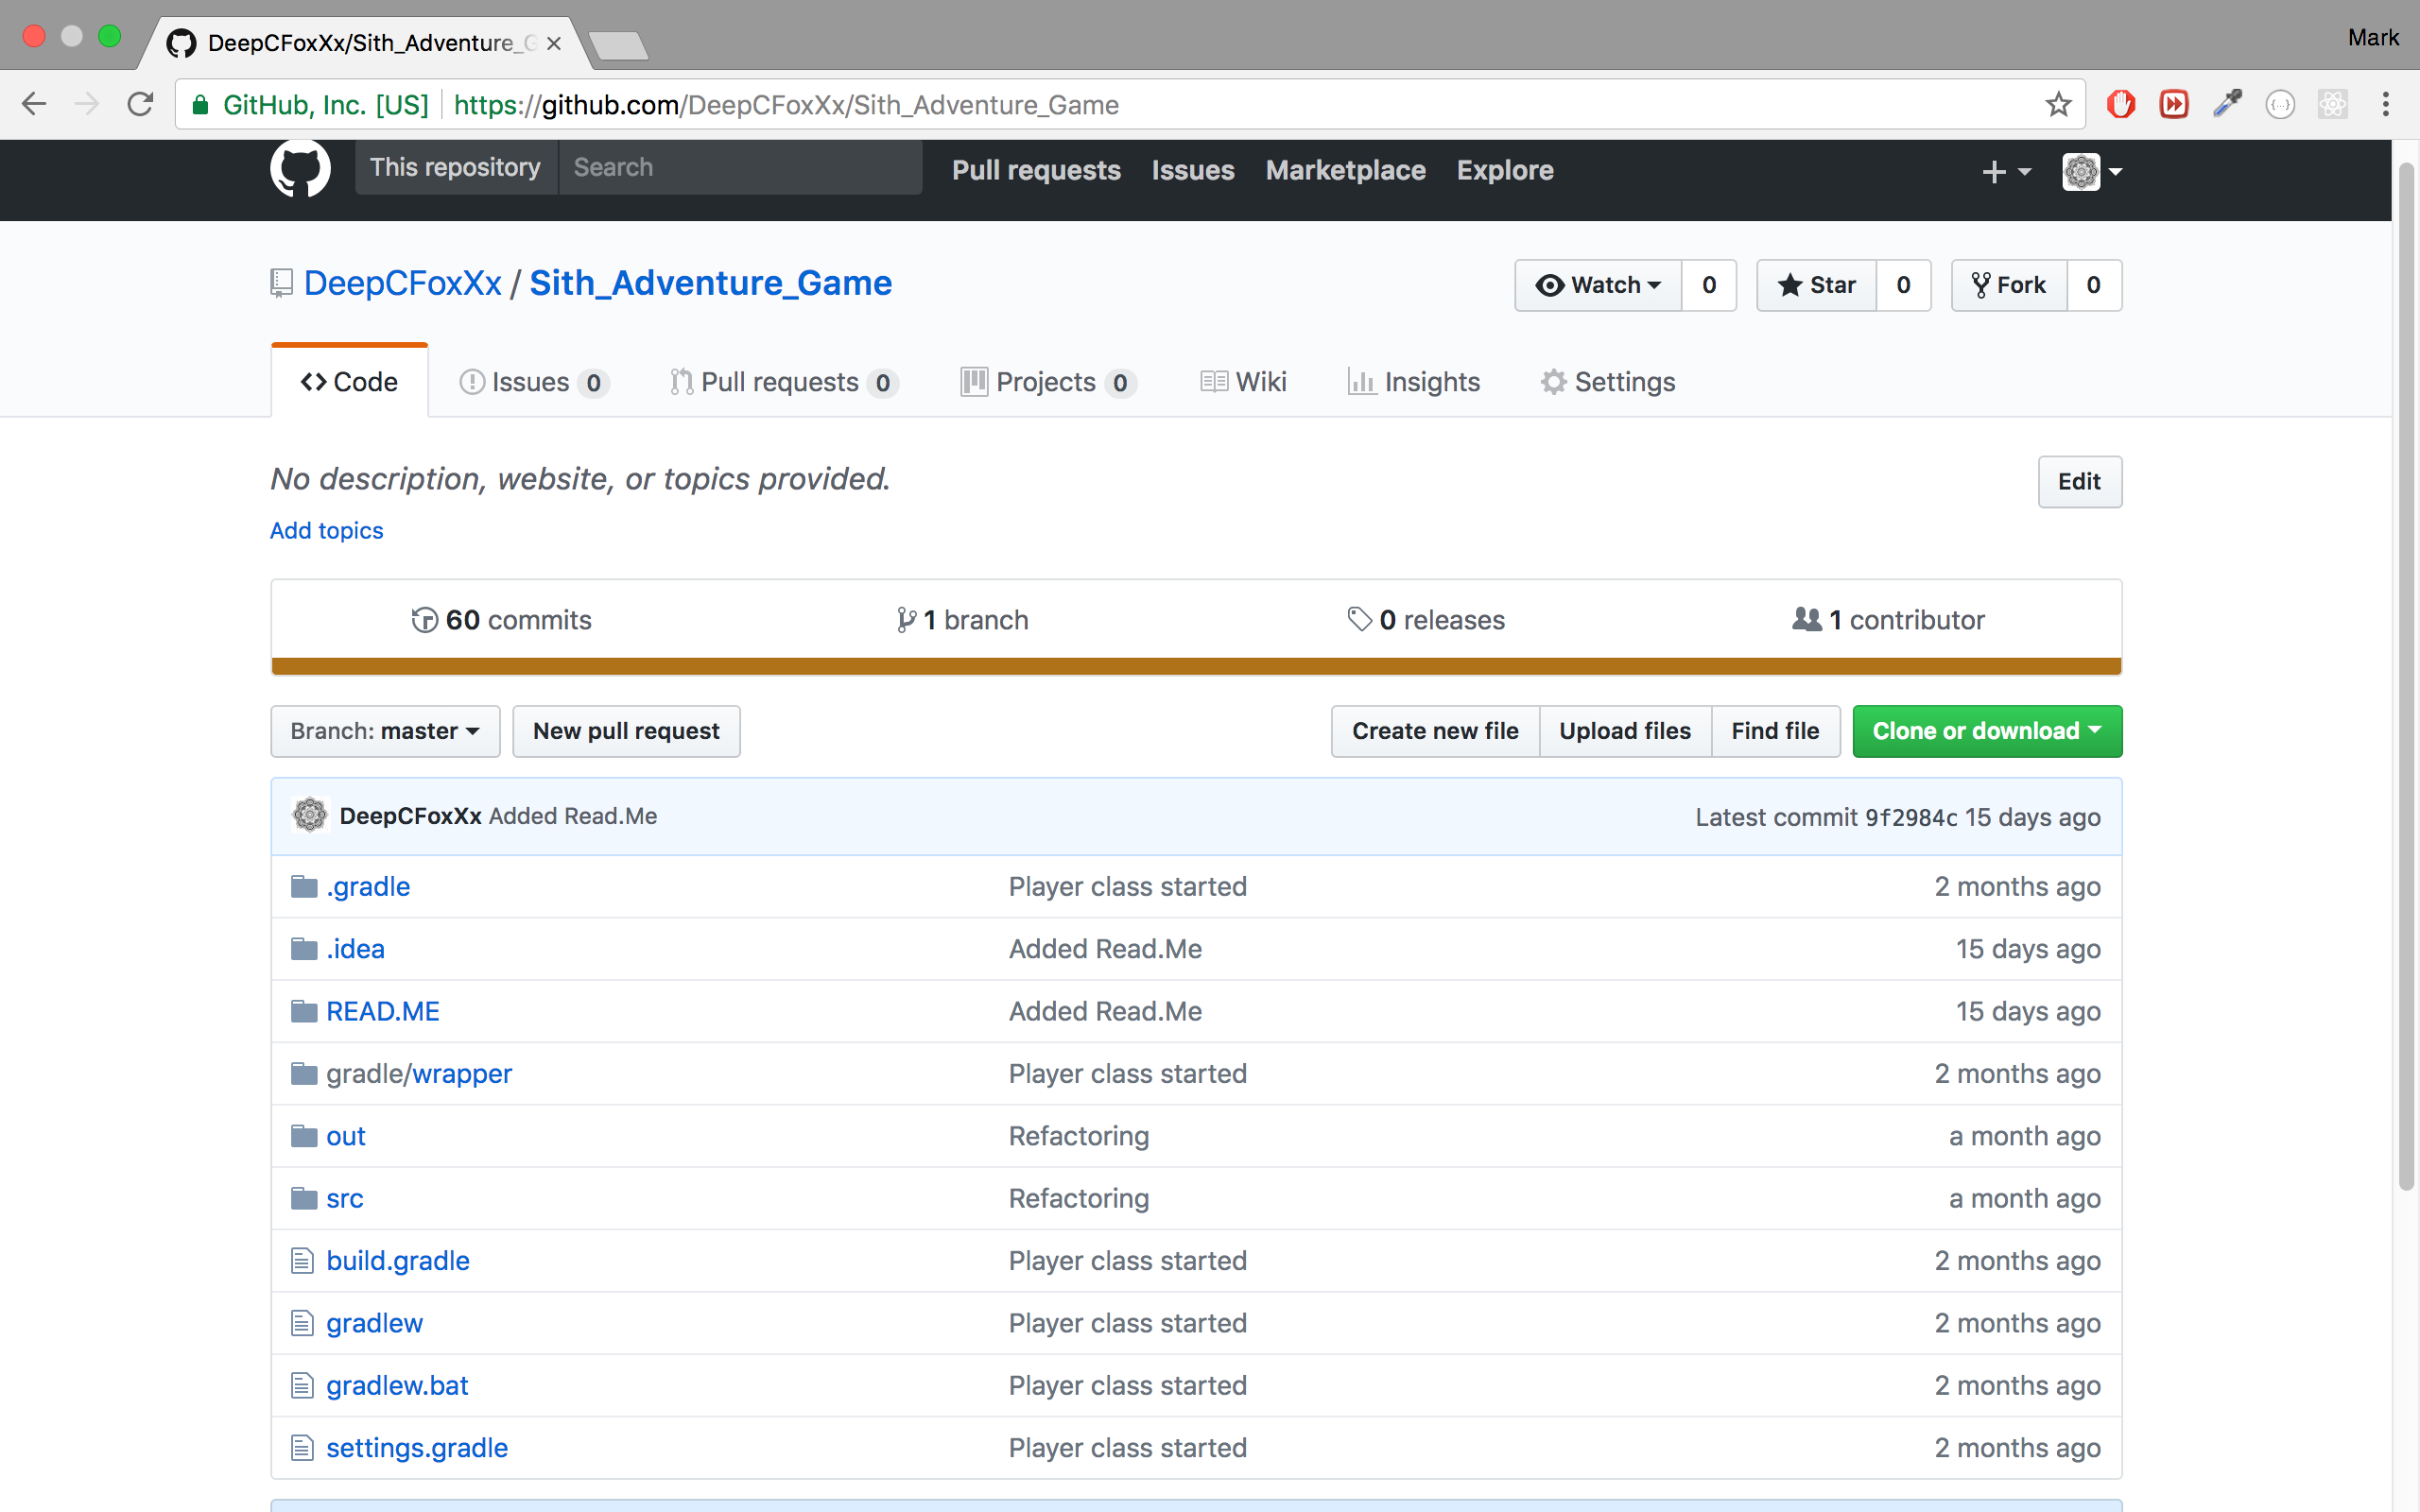 DeepCFoxXx/Sith_Adventure_G
Mark
GitHub, Inc. [US] https://github.com/DeepCFoxXx/Sith_Adventure_Game
This repository Search Pull requests Issues Marketplace Explore
DeepCFoxXx / Sith_Adventure_Game
Watch 0 Star 0 Fork 0
Code Issues 0 Pull requests 0 Projects 0 Wiki Insights Settings
No description, website, or topics provided.
Edit
Add topics
60 commits 1 branch 0 releases 1 contributor
Branch: master New pull request Create new file Upload files Find file Clone or download
DeepCFoxXx Added Read.Me Latest commit 9f2984c 15 days ago
.gradle Player class started 2 months ago
.idea Added Read.Me 15 days ago
READ.ME Added Read.Me 15 days ago
gradle/wrapper Player class started 2 months ago
out Refactoring a month ago
src Refactoring a month ago
build.gradle Player class started 2 months ago
gradlew Player class started 2 months ago
gradlew.bat Player class started 2 months ago
settings.gradle Player class started 2 months ago